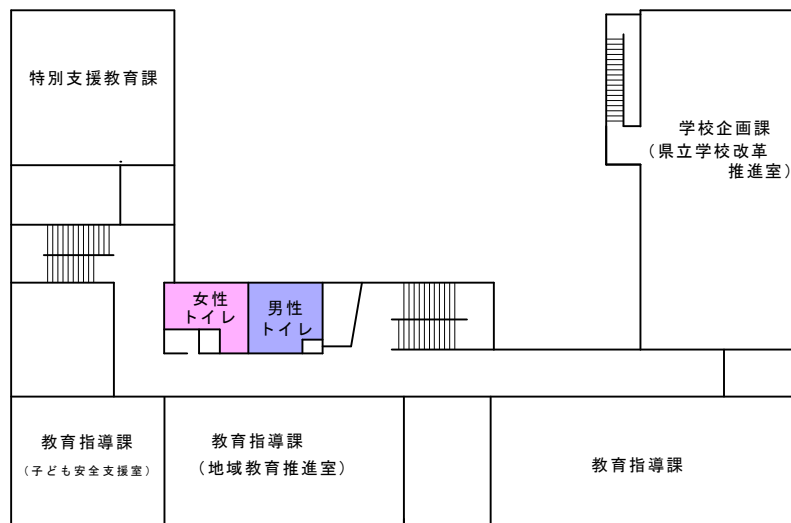 特別支援教育課
学校企画課
（県立学校改革
推進室）
女性
トイレ
男性
トイレ
教育指導課
（子ども安全支援室）
教育指導課
（地域教育推進室）
教育指導課